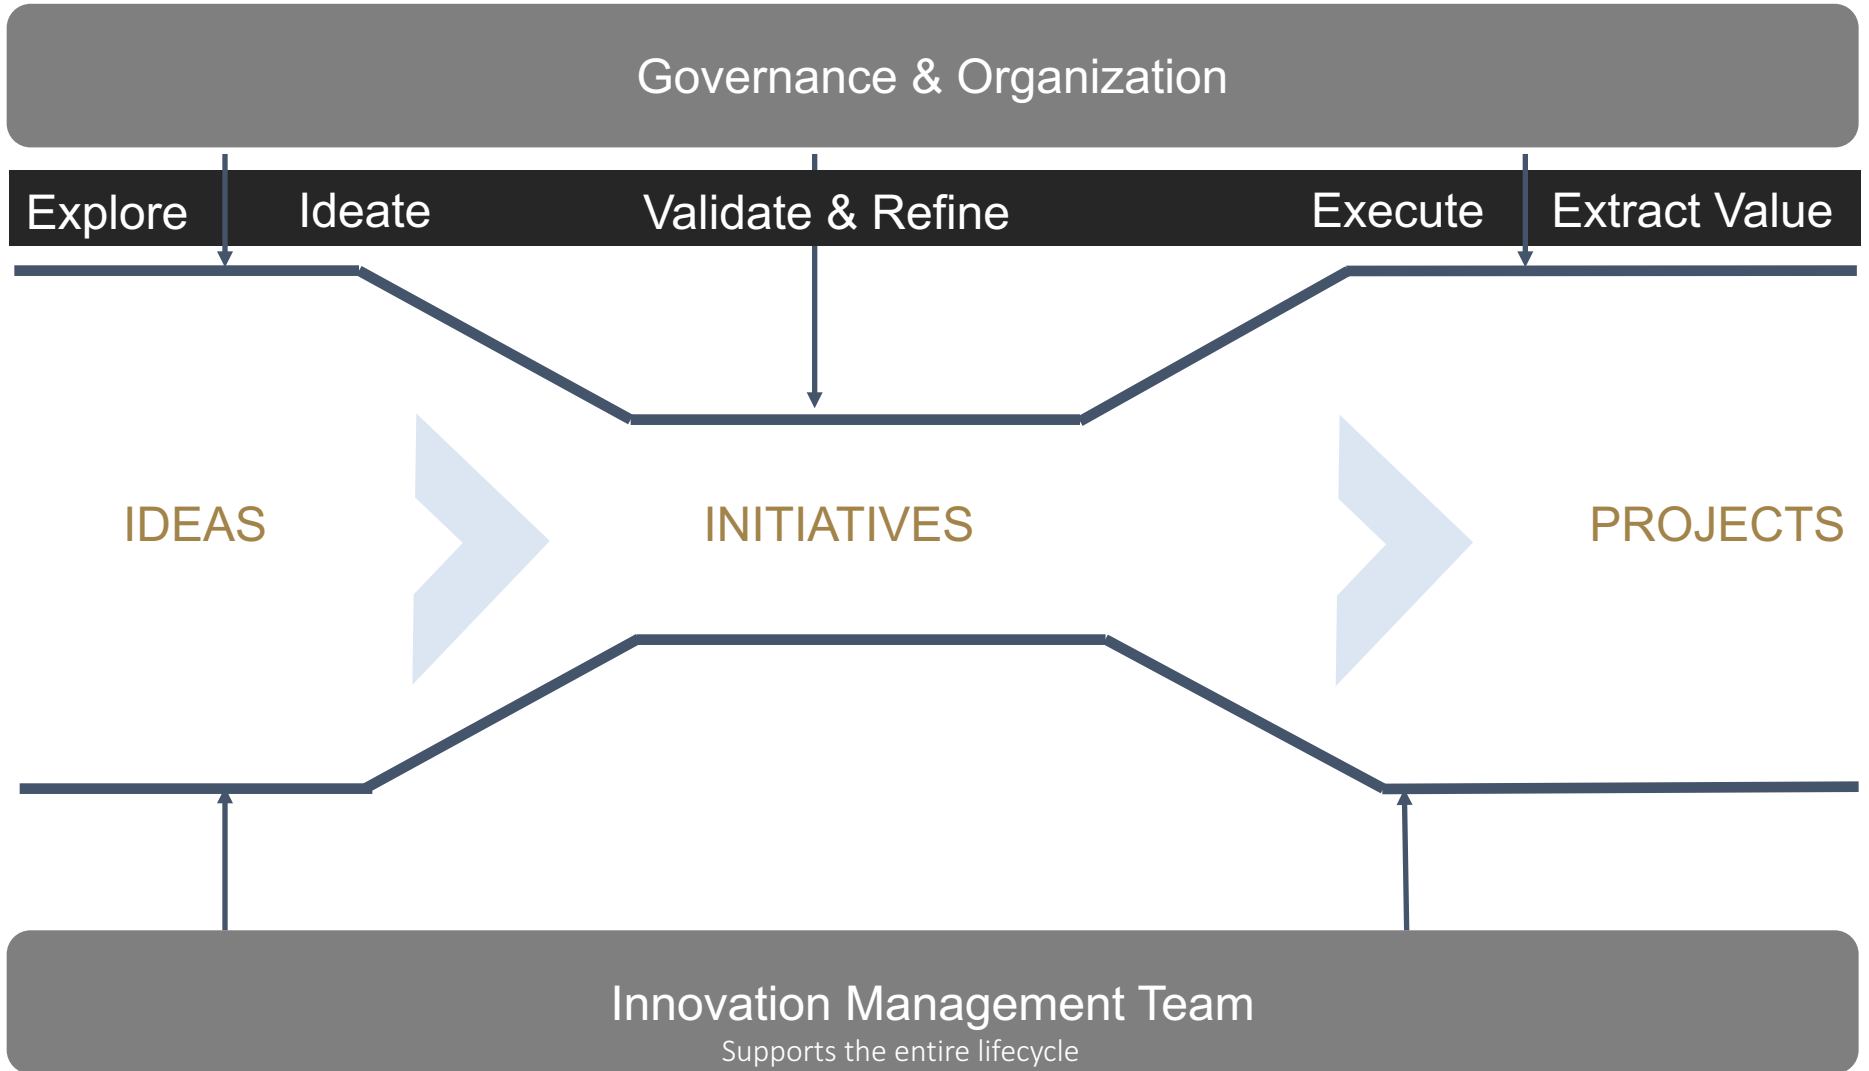 Governance & Organization
Explore
Ideate
Validate & Refine
Execute
Extract Value
IDEAS
INITIATIVES
PROJECTS
Innovation Management Team
Supports the entire lifecycle